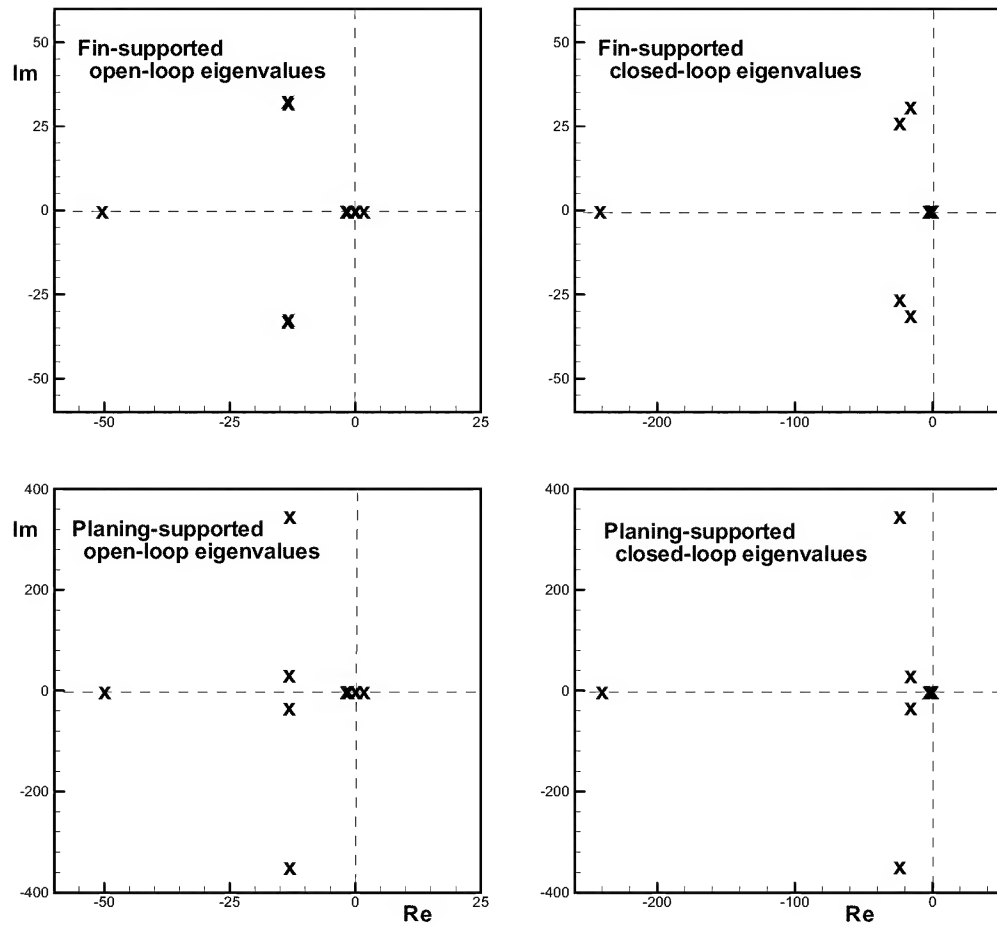 Fin-supported
open-loop eigenvalues
Im
50
25
0
-25
-50
-50
-25
0
25
X
X
X
X
X
X
Fin-supported
closed-loop eigenvalues
50
25
0
-25
-50
-200
-100
0
X
X
X
X
X
X
X
Planing-supported
open-loop eigenvalues
Im
400
200
0
-200
-400
-50
-25
0
25
Re
X
X
X
X
X
X
X
X
Planing-supported
closed-loop eigenvalues
400
200
0
-200
-400
-200
-100
0
Re
X
X
X
X
X
X
X